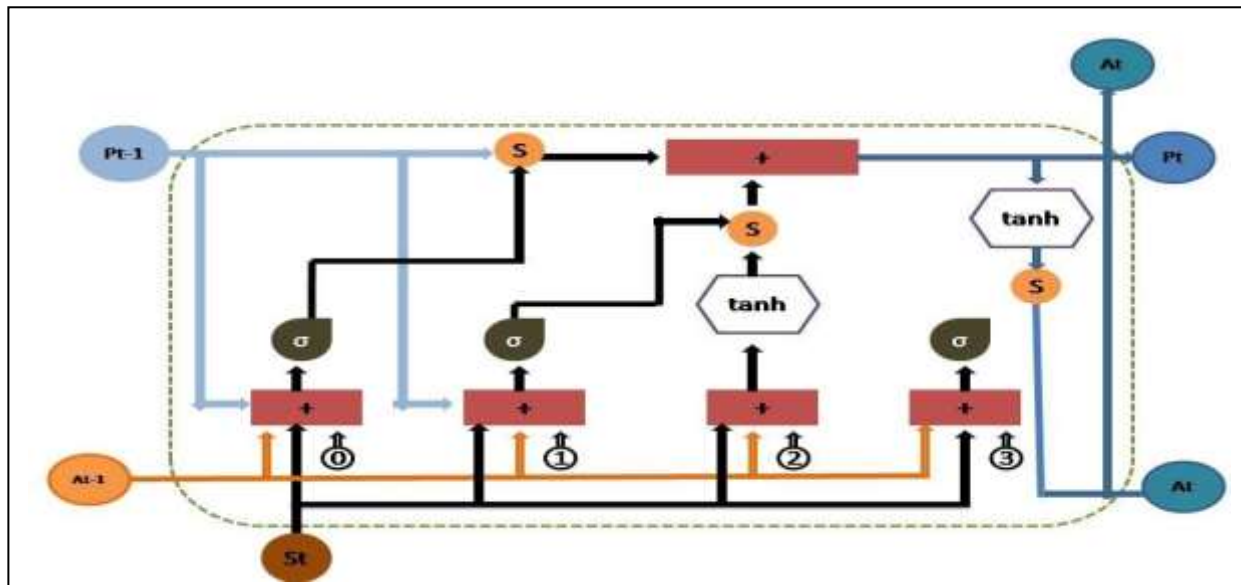 At
Pt-1
S
+
Pt
tanh
S
S
tanh
σ
σ
σ
+
+
+
+
0
1
2
3
At-1
At
St